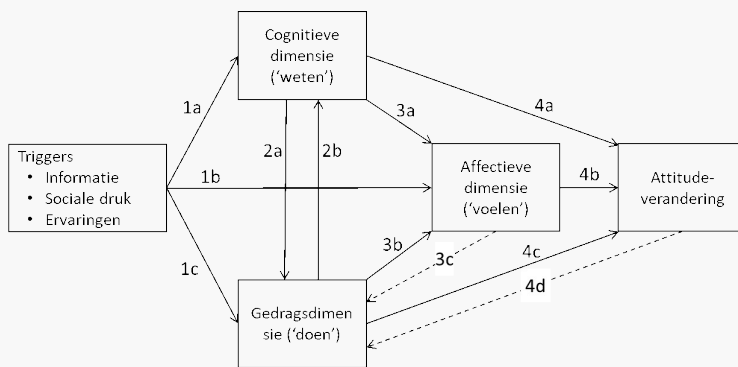 Cognitieve
dimensie
(‘weten’)
1a
3a
4a
2a
2b
Triggers
• Informatie
• Sociale druk
• Ervaringen
1b
Affectieve
dimensie
(‘voelen’)
4b
Attitude-
verandering
1c
3b
3c
4c
4d
Gedragsdimen
sie (‘doen’)